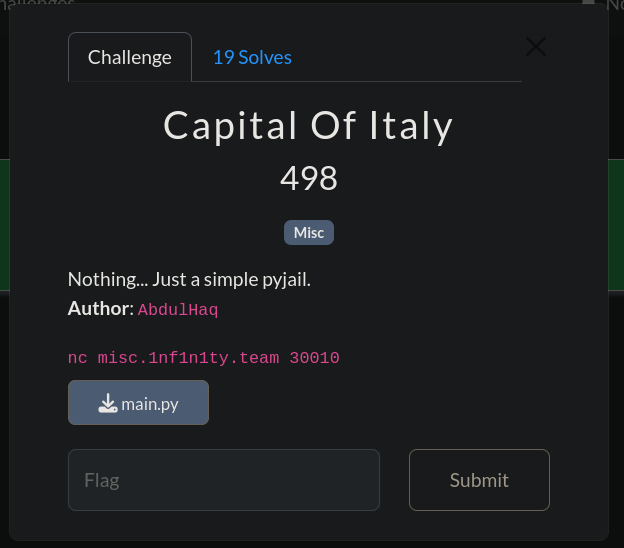 Challenge
19 Solves
Capital Of Italy
498
Misc
Nothing... Just a simple pyjail.
Author: AbdulHaq
nc misc.1nf1n1ty.team 30010
main.py
Flag
Submit